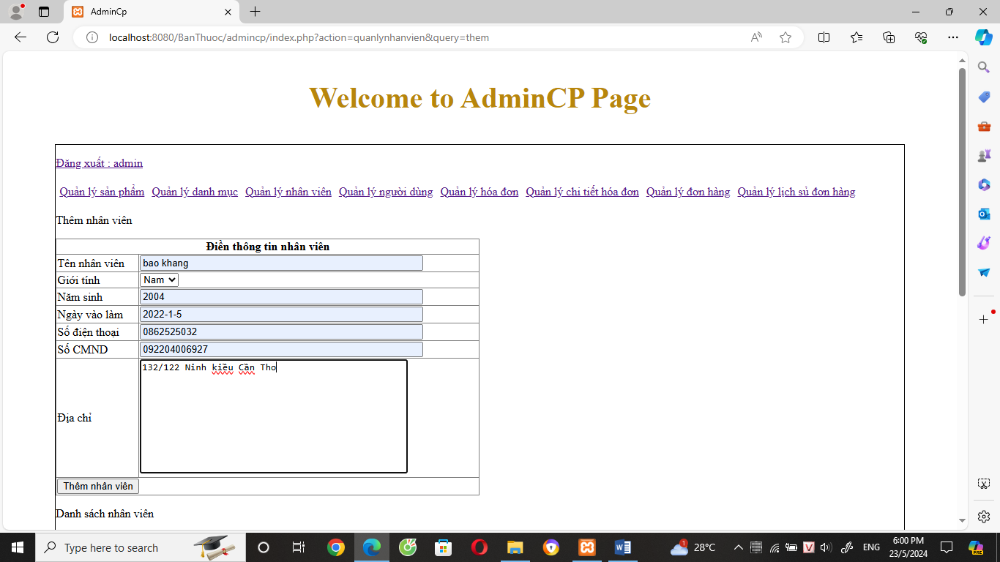 AdminCp
localhost:8080/BanThuoc/admincp/index.php?action=quanlynhanvien&query=them
Welcome to AdminCP Page
Đăng xuất : admin
Quản lý sản phẩm Quản lý danh mục Quản lý nhân viên Quản lý người dùng Quản lý hóa đơn Quản lý chi tiết hóa đơn Quản lý đơn hàng Quản lý lịch sủ đơn hàng
Thêm nhân viên
Điền thông tin nhân viên
Tên nhân viên bao khang
Giới tính Nam
Năm sinh 2004
Ngày vào làm 2022-1-5
Số điện thoại 0862525032
Số CMND 092204006927
Địa chỉ 132/122 Ninh kiều Cần Tho
Thêm nhân viên
Danh sách nhân viên
Type here to search
1 28°C
V
ENG
6:00 PM
23/5/2024
PRE